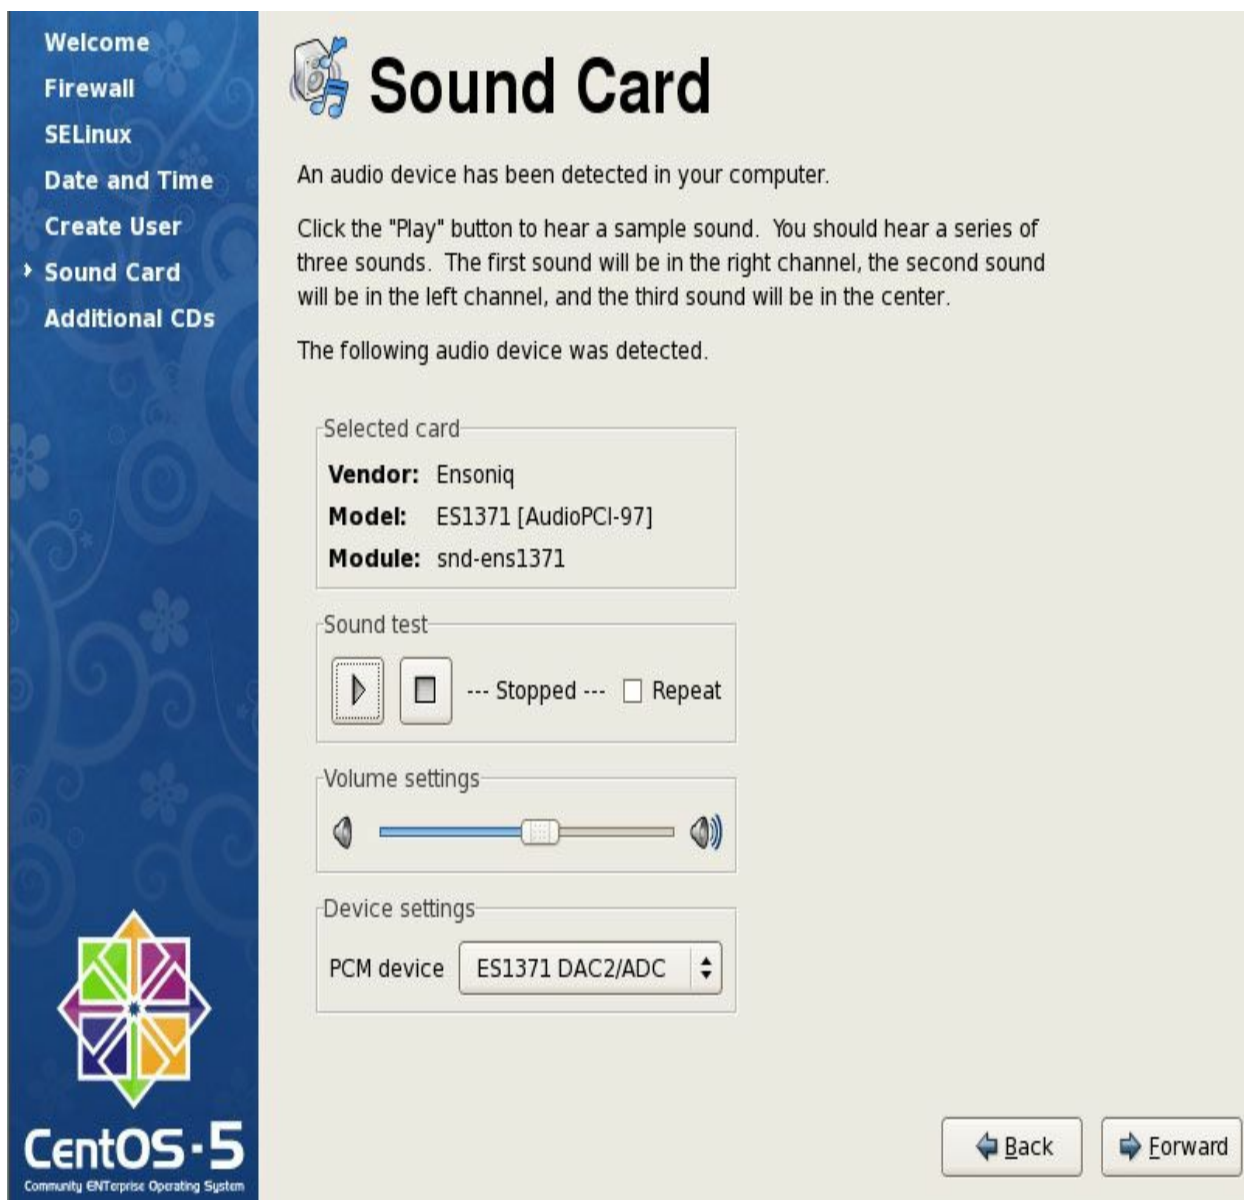 Welcome
Firewall
SELinux
Date and Time
Create User
Sound Card
Additional CDs
Sound Card
An audio device has been detected in your computer.
Click the "Play" button to hear a sample sound.  You should hear a series of
three sounds.  The first sound will be in the right channel, the second sound
will be in the left channel, and the third sound will be in the center.
The following audio device was detected.
Selected card
Vendor: Ensoniq
Model: ES1371 [AudioPCI-97]
Module: snd-ens1371
Sound test
--- Stopped --- Repeat
Volume settings
Device settings
PCM device ES1371 DAC2/ADC
Back Forward
CentOS·5
Community ENTerprise Operating System